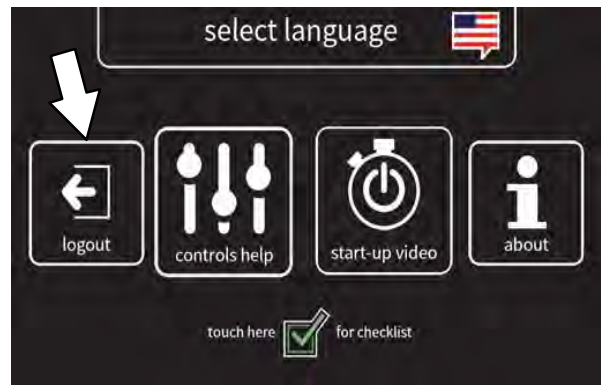 select language
logout
controls help
start-up video
about
touch here
for checklist